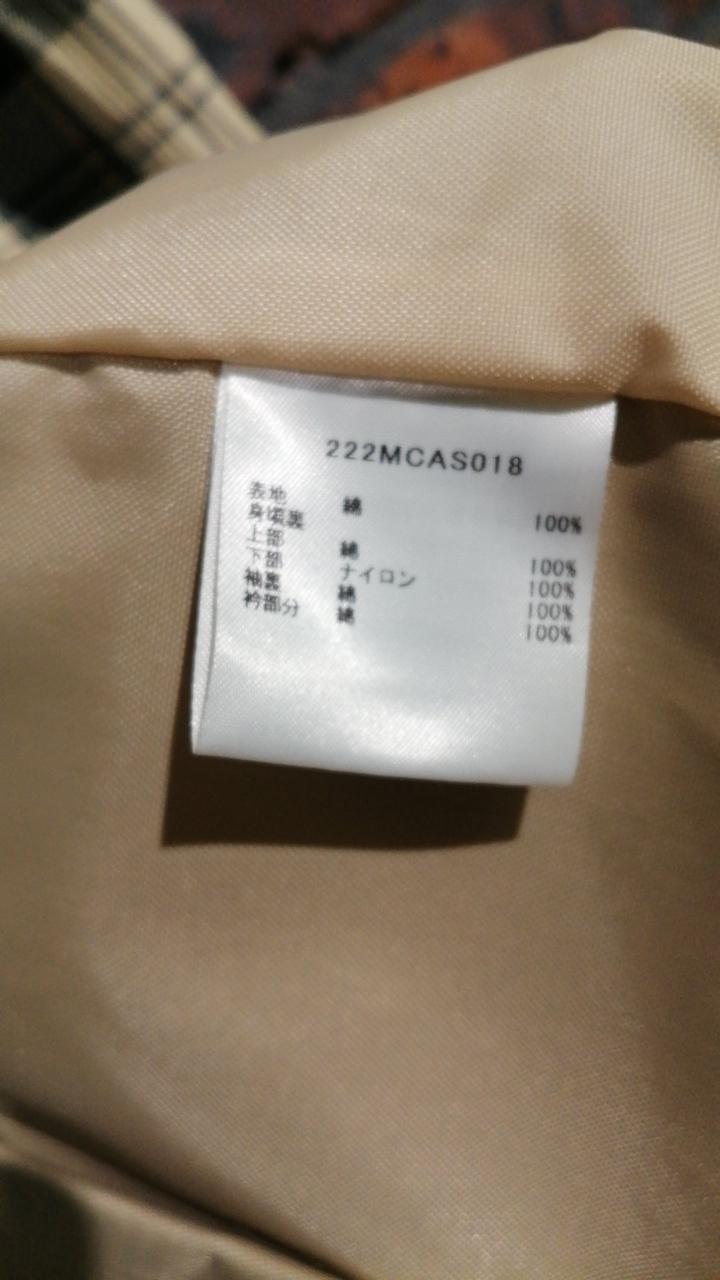 222MCAS018
表地 綿 100%
身頃裏
上部 綿 100%
下部 ナイロン 100%
袖裏 綿 100%
衿部分 綿 100%